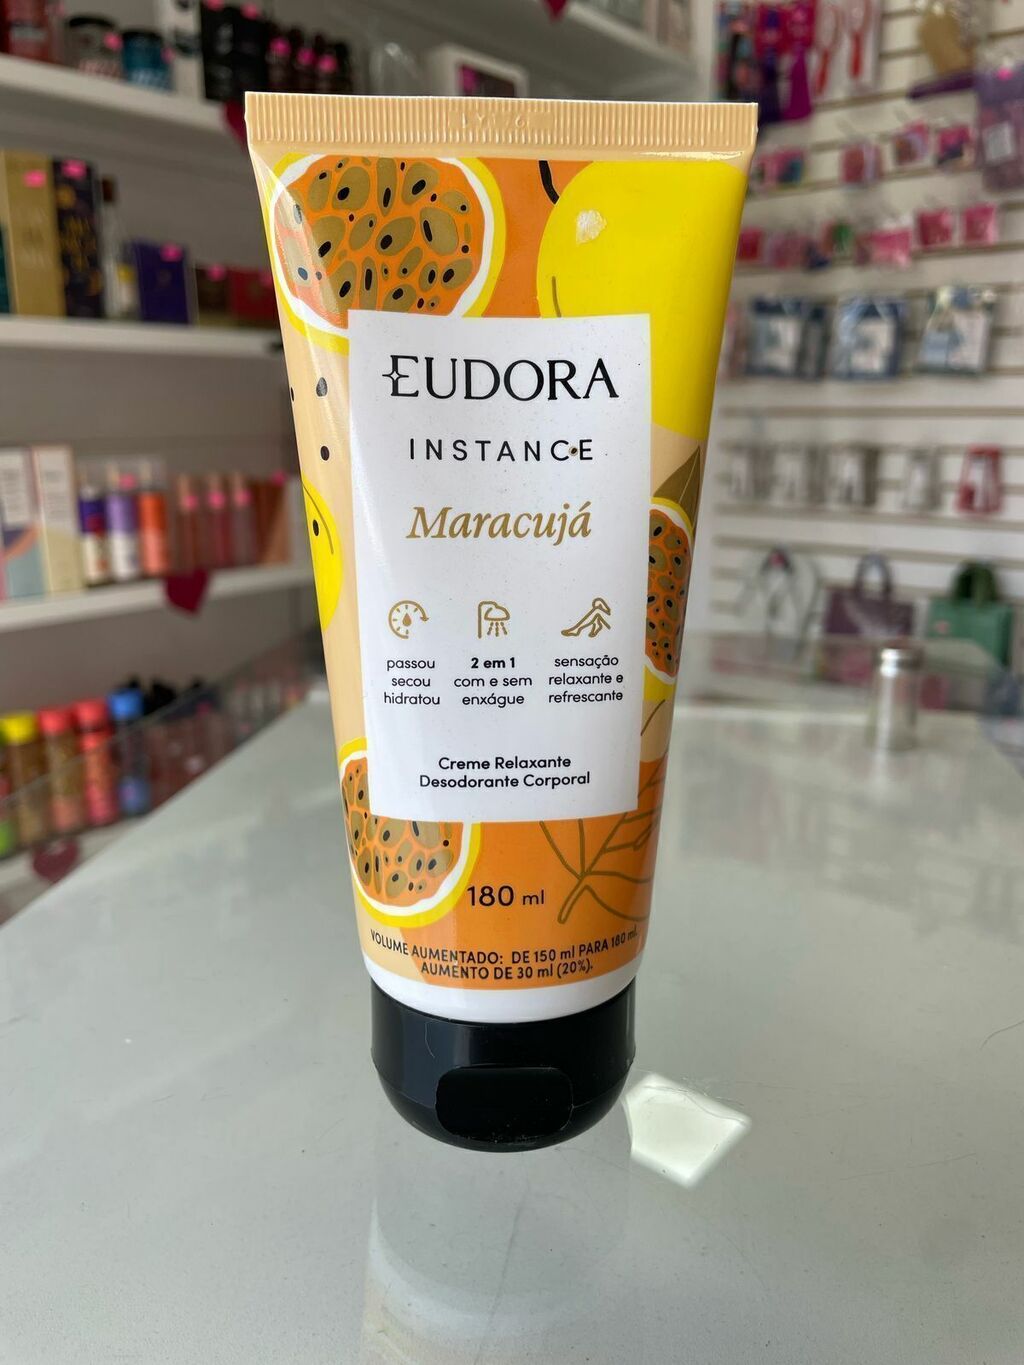 EUDORA
INSTANCE
Maracujá
passou
secou
hidratou
2 em 1
com e sem
enxágue
sensação
relaxante e
refrescante
Creme Relaxante
Desodorante Corporal
180 ml
VOLUME AUMENTADO: DE 150 ml PARA 180 ml.
AUMENTO DE 30 ml (20%).